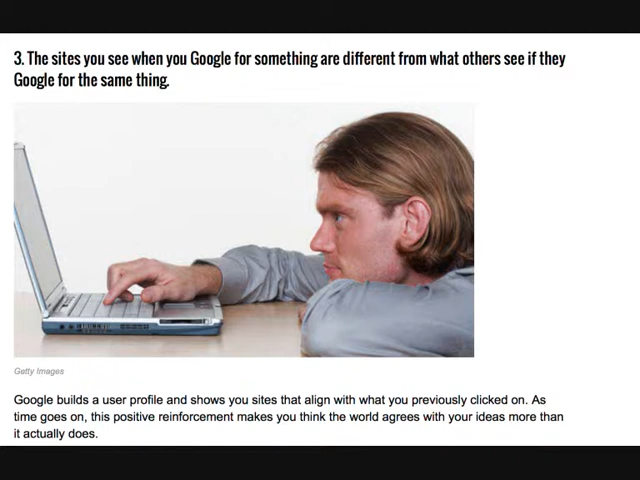 3. The sites you see when you Google for something are different from what others see if they
Google for the same thing.
Getty Images
Google builds a user profile and shows you sites that align with what you previously clicked on. As
time goes on, this positive reinforcement makes you think the world agrees with your ideas more than
it actually does.